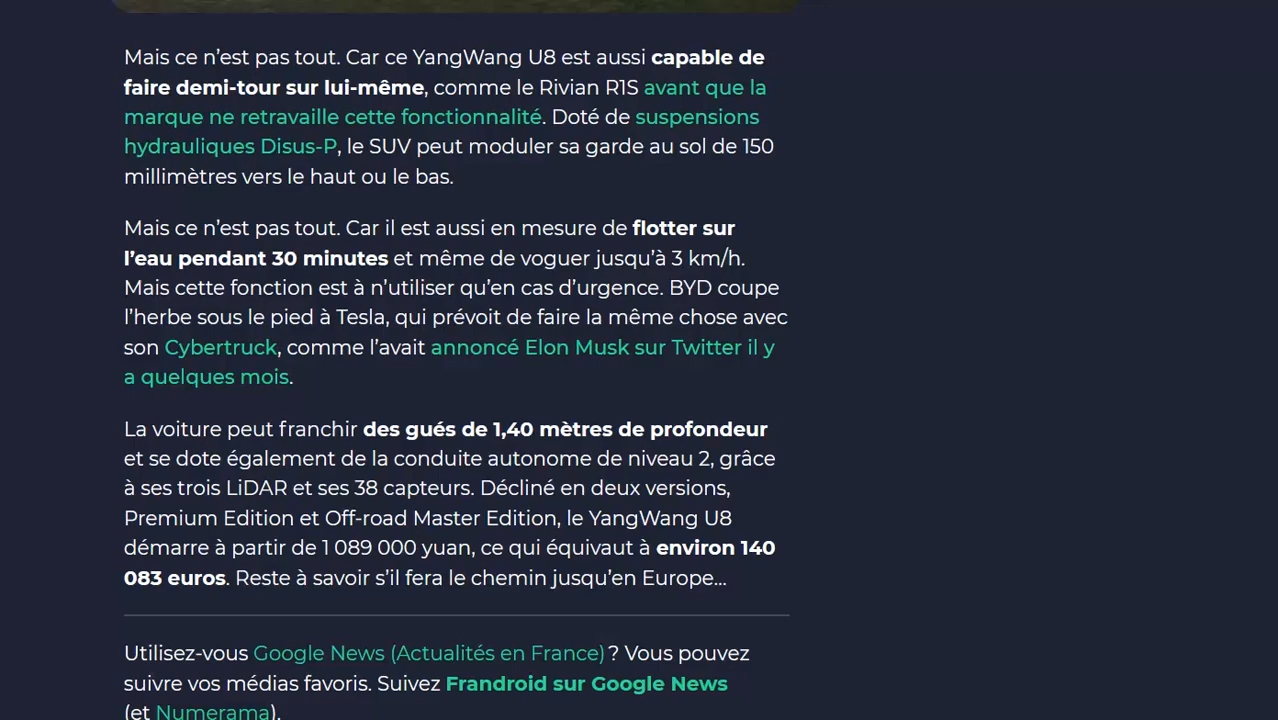 Mais ce n’est pas tout. Car ce YangWang U8 est aussi capable de
faire demi-tour sur lui-même, comme le Rivian R1S avant que la
marque ne retravaille cette fonctionnalité. Doté de suspensions
hydrauliques Disus-P, le SUV peut moduler sa garde au sol de 150
millimètres vers le haut ou le bas.
Mais ce n’est pas tout. Car il est aussi en mesure de flotter sur
l’eau pendant 30 minutes et même de voguer jusqu’à 3 km/h.
Mais cette fonction est à n’utiliser qu’en cas d’urgence. BYD coupe
l’herbe sous le pied à Tesla, qui prévoit de faire la même chose avec
son Cybertruck, comme l’avait annoncé Elon Musk sur Twitter il y
a quelques mois.
La voiture peut franchir des gués de 1,40 mètres de profondeur
et se dote également de la conduite autonome de niveau 2, grâce
à ses trois LiDAR et ses 38 capteurs. Décliné en deux versions,
Premium Edition et Off-road Master Edition, le YangWang U8
démarre à partir de 1 089 000 yuan, ce qui équivaut à environ 140
083 euros. Reste à savoir s’il fera le chemin jusqu’en Europe…
Utilisez-vous Google News (Actualités en France) ? Vous pouvez
suivre vos médias favoris. Suivez Frandroid sur Google News
(et Numerama).